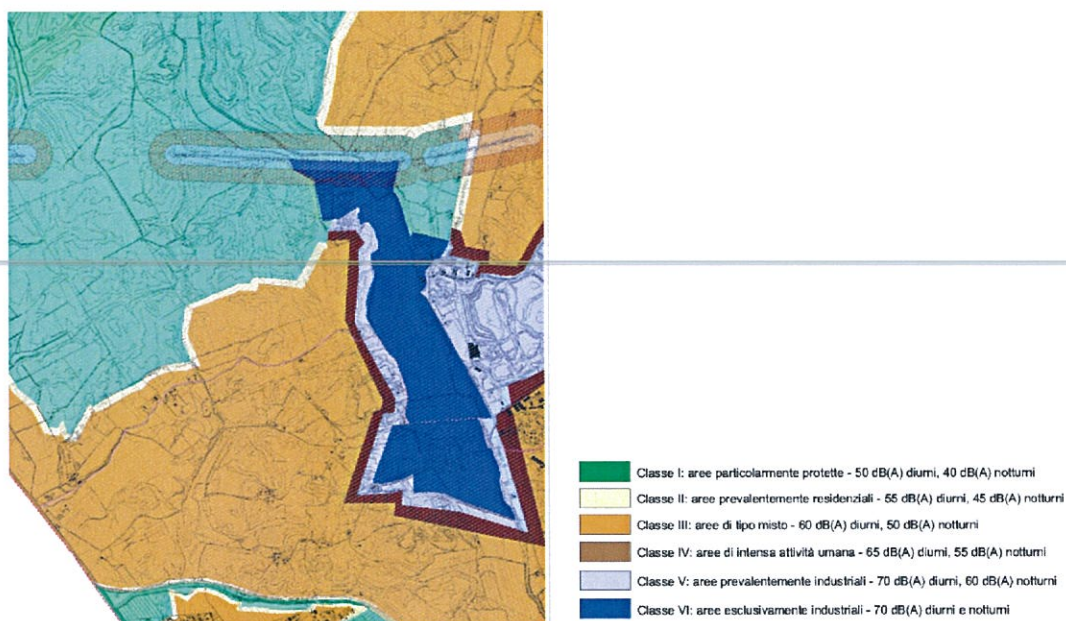 Classe I: aree particolarmente protette - 50 dB(A) diurni, 40 dB(A) notturni
Classe II: aree prevalentemente residenziali - 55 dB(A) diurni, 45 dB(A) notturni
Classe III: aree di tipo misto - 60 dB(A) diurni, 50 dB(A) notturni
Classe IV: aree di intensa attività umana - 65 dB(A) diurni, 55 dB(A) notturni
Classe V: aree prevalentemente industriali - 70 dB(A) diurni, 60 dB(A) notturni
Classe VI: aree esclusivamente industriali - 70 dB(A) diurni e notturni